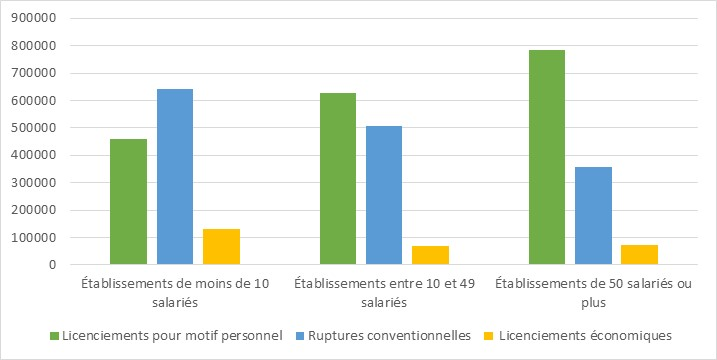 900000
800000
700000
600000
500000
400000
300000
200000
100000
0
Établissements de moins de 10
salariés
Établissements entre 10 et 49
salariés
Établissements de 50 salariés ou
plus
Licenciements pour motif personnel
Ruptures conventionnelles
Licenciements économiques